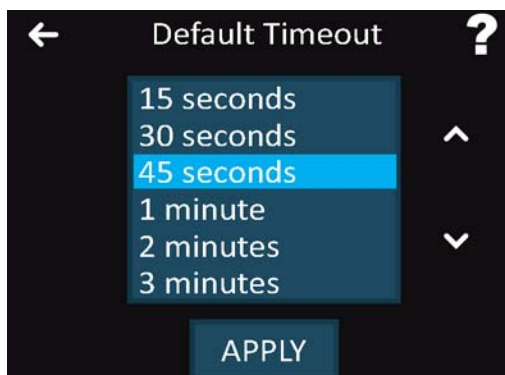 Default Timeout ?
15 seconds
30 seconds
45 seconds
1 minute
2 minutes
3 minutes
APPLY